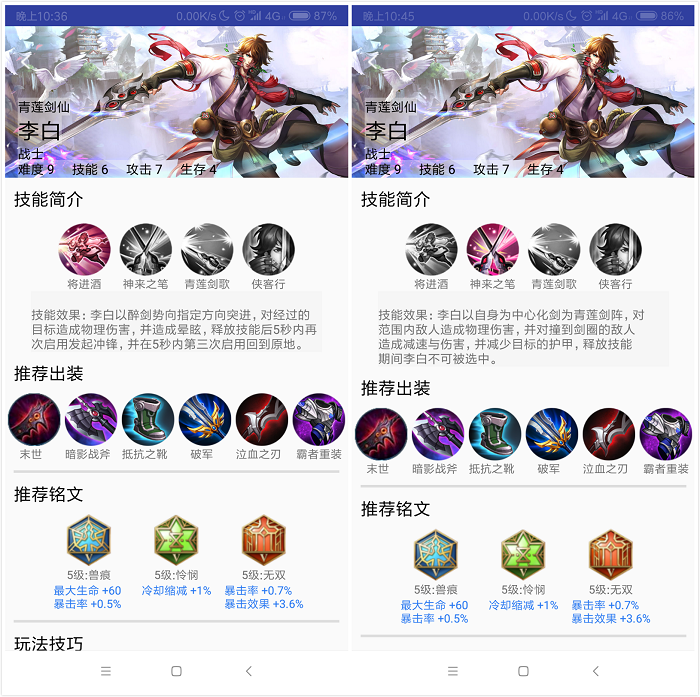 晚上10:36
0.00K/s
4G
87%
青莲剑仙
李白
战士
难度 9 技能 6 攻击 7 生存 4
技能简介
将进酒 神来之笔 青莲剑歌 侠客行
技能效果：李白以醉剑势向指定方向突进，对经过的
目标造成物理伤害，并造成晕眩，释放技能后5秒内再
次启用发起冲锋，并在5秒内第三次启用回到原地。
推荐出装
末世 暗影战斧 抵抗之靴 破军 泣血之刃 霸者重装
推荐铭文
5级:兽痕 5级:怜悯 5级:无双
最大生命 +60 冷却缩减 +1% 暴击率 +0.7%
暴击率 +0.5% 暴击效果 +3.6%
玩法技巧
晚上10:45
0.00K/s
4G
86%
青莲剑仙
李白
战士
难度 9 技能 6 攻击 7 生存 4
技能简介
将进酒 神来之笔 青莲剑歌 侠客行
技能效果：李白以自身为中心化剑为青莲剑阵，对
范围内敌人造成物理伤害，并对撞到剑圈的敌人
造成减速与伤害，并减少目标的护甲，释放技能
期间李白不可被选中。
推荐出装
末世 暗影战斧 抵抗之靴 破军 泣血之刃 霸者重装
推荐铭文
5级:兽痕 5级:怜悯 5级:无双
最大生命 +60 冷却缩减 +1% 暴击率 +0.7%
暴击率 +0.5% 暴击效果 +3.6%